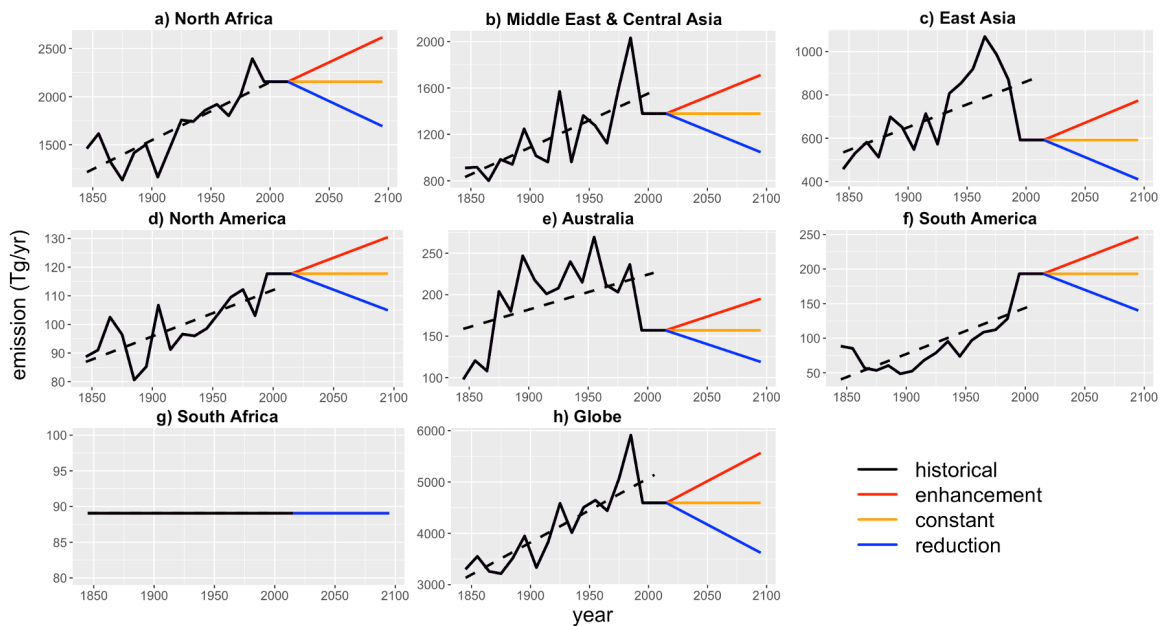 a) North Africa
2500
2000
1500
1850 1900 1950 2000 2050 2100
b) Middle East & Central Asia
2000
1600
1200
800
1850 1900 1950 2000 2050 2100
c) East Asia
1000
800
600
400
1850 1900 1950 2000 2050 2100
emission (Tg/yr)
d) North America
130
120
110
100
90
80
1850 1900 1950 2000 2050 2100
e) Australia
250
200
150
100
1850 1900 1950 2000 2050 2100
f) South America
250
200
150
100
50
1850 1900 1950 2000 2050 2100
g) South Africa
100
95
90
85
80
1850 1900 1950 2000 2050 2100
h) Globe
6000
5000
4000
3000
1850 1900 1950 2000 2050 2100
year
historical
enhancement
constant
reduction